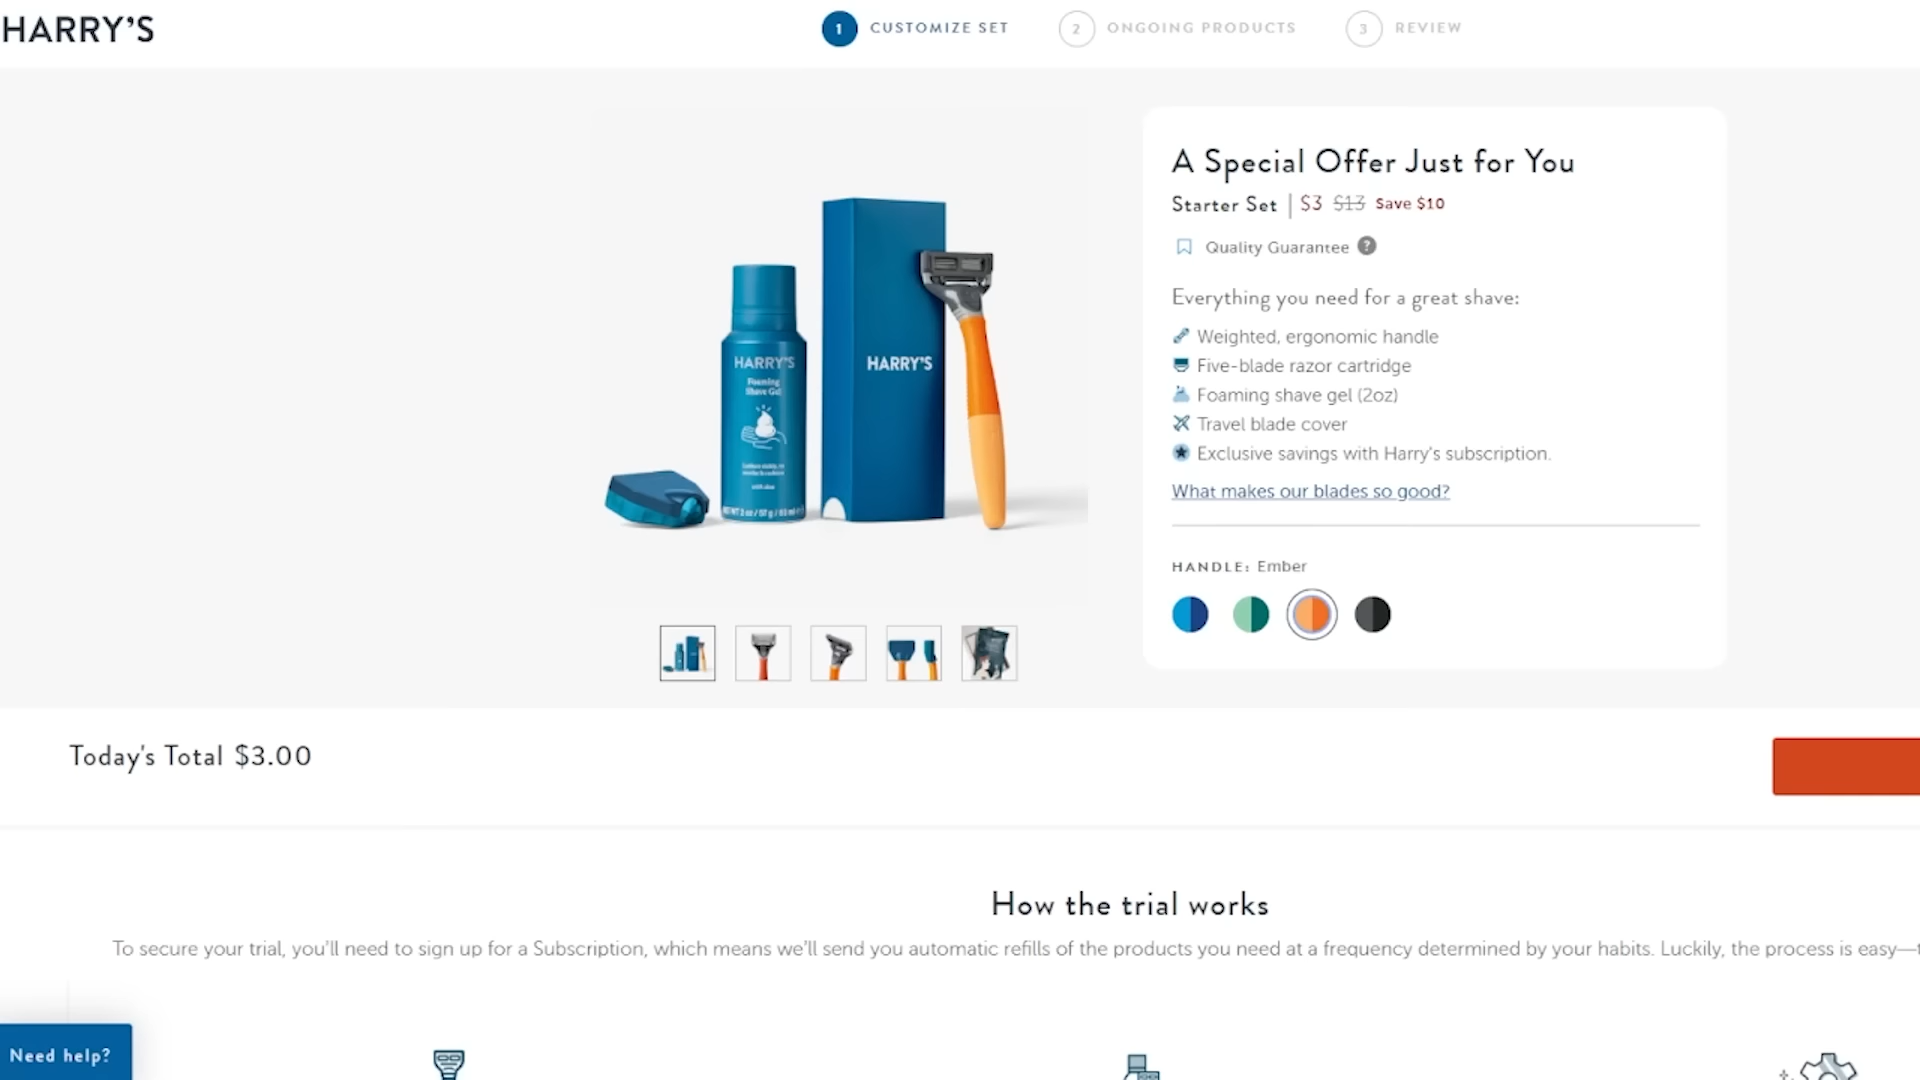 HARRY'S
1 CUSTOMIZE SET
2 ONGOING PRODUCTS
3 REVIEW
HARRY'S
Foaming
Shave Gel
HARRY'S
A Special Offer Just for You
Starter Set | $3 $13 Save $10
Quality Guarantee ?
Everything you need for a great shave:
Weighted, ergonomic handle
Five-blade razor cartridge
Foaming shave gel (2oz)
Travel blade cover
Exclusive savings with Harry's subscription.
What makes our blades so good?
HANDLE: Ember
Today's Total $3.00
How the trial works
To secure your trial, you'll need to sign up for a Subscription, which means we'll send you automatic refills of the products you need at a frequency determined by your habits. Luckily, the process is easy—
Need help?